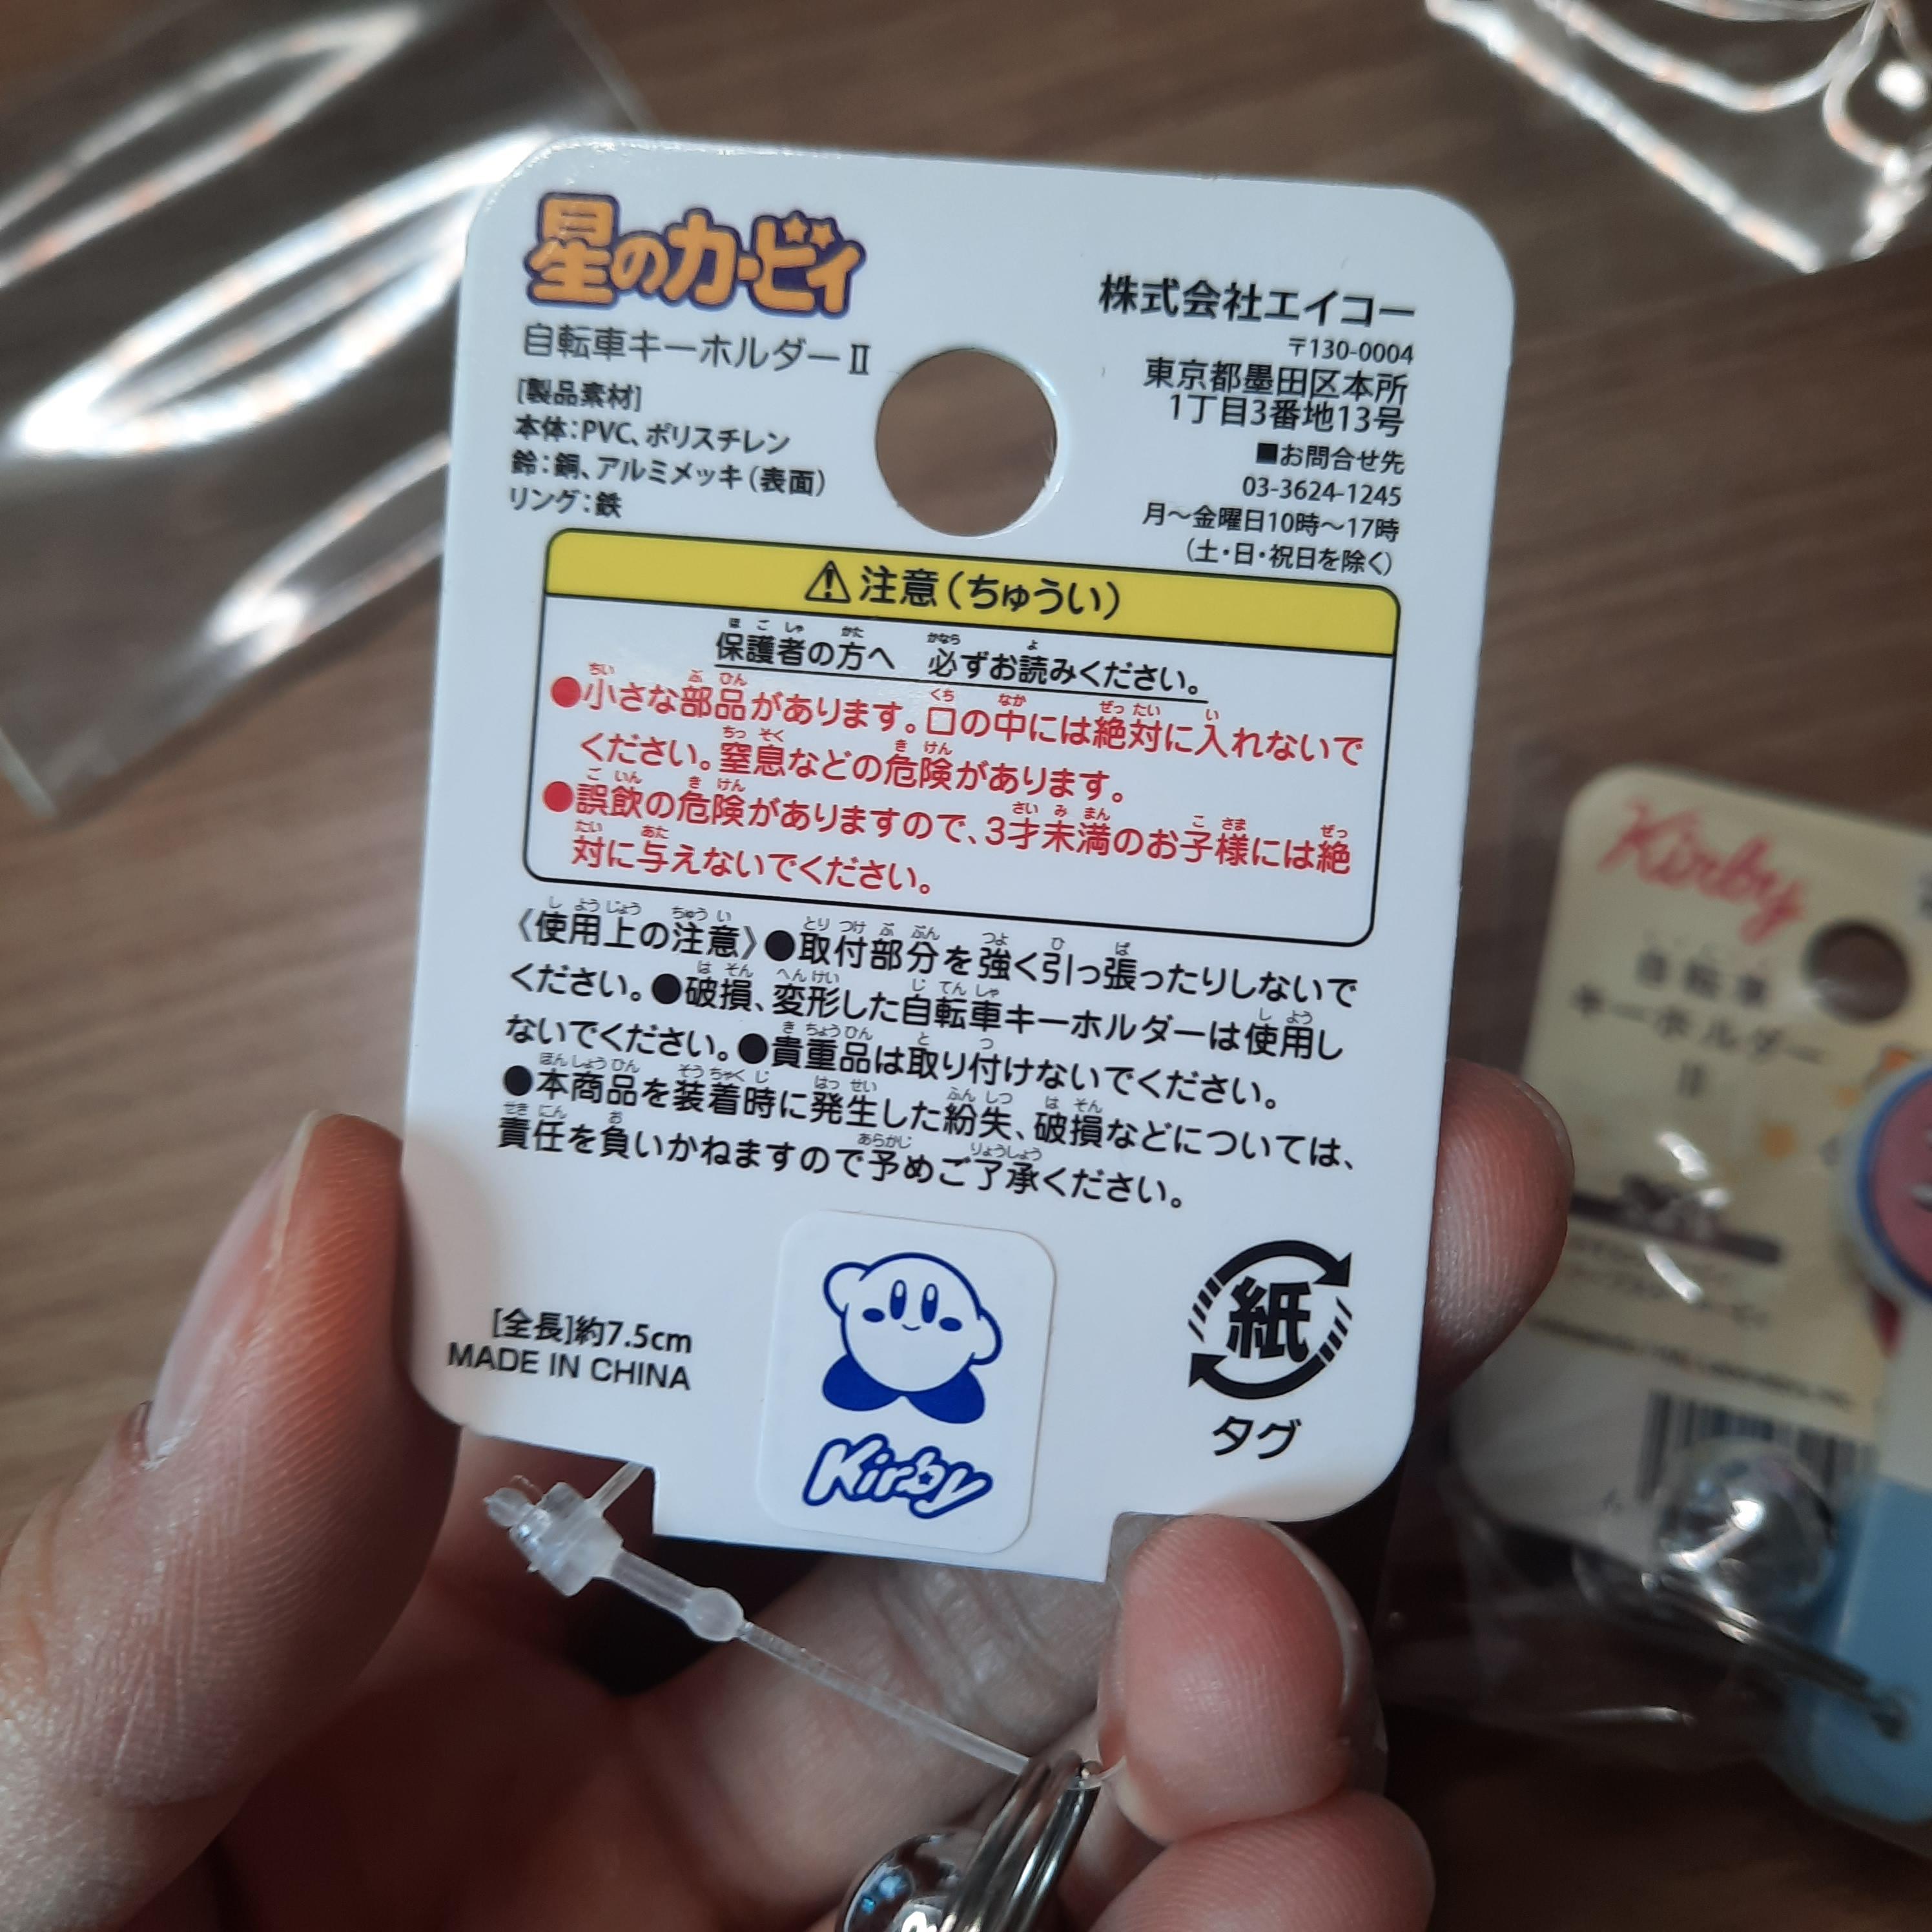 星のカービィ
自転車キーホルダーⅡ
[製品素材]
本体：PVC、ポリスチレン
鈴：銅、アルミメッキ（表面）
リング：鉄
株式会社エイコー
〒130-0004
東京都墨田区本所
1丁目3番地13号
■お問合せ先
03-3624-1245
月～金曜日10時～17時
（土・日・祝日を除く）
⚠注意（ちゅうい）
保護者の方へ　必ずお読みください。
●小さな部品があります。口の中には絶対に入れないで
ください。窒息などの危険があります。
●誤飲の危険がありますので、3才未満のお子様には絶
対に与えないでください。
〈使用上の注意〉●取付部分を強く引っ張ったりしないで
ください。●破損、変形した自転車キーホルダーは使用し
ないでください。●貴重品は取り付けないでください。
●本商品を装着時に発生した紛失、破損などについては、
責任を負いかねますので予めご了承ください。
[全長]約7.5cm
MADE IN CHINA
Kirby
紙
タグ
Kirby
自転車
キーホルダー
Ⅱ